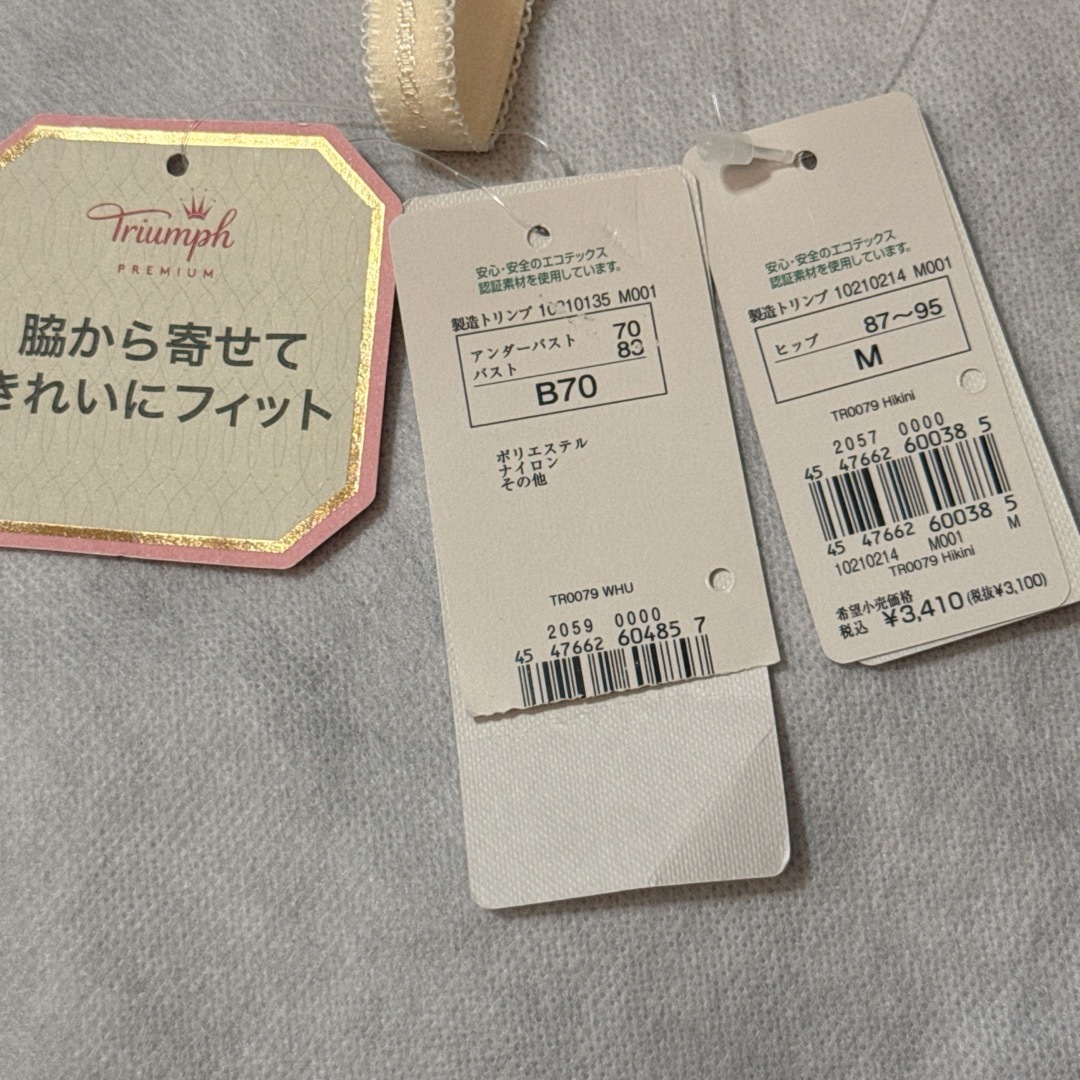 Triumph
PREMIUM
脇から寄せて
きれいにフィット
安心・安全のエコテックス
認証素材を使用しています。
製造トリンプ 10210135 M001
アンダーバスト 70
バスト 83
B70
ポリエステル
ナイロン
その他
TR0079 WHU
2059 0000
45 47662 60485 7
安心・安全のエコテックス
認証素材を使用しています。
製造トリンプ 10210214 M001
ヒップ 87〜95
M
TR0079 Hikini
2057 0000
45 47662 60038 5
45 47662 60038 5
10210214 M001 M
TR0079 Hikini
希望小売価格
税込 ¥3,410 (税抜¥3,100)